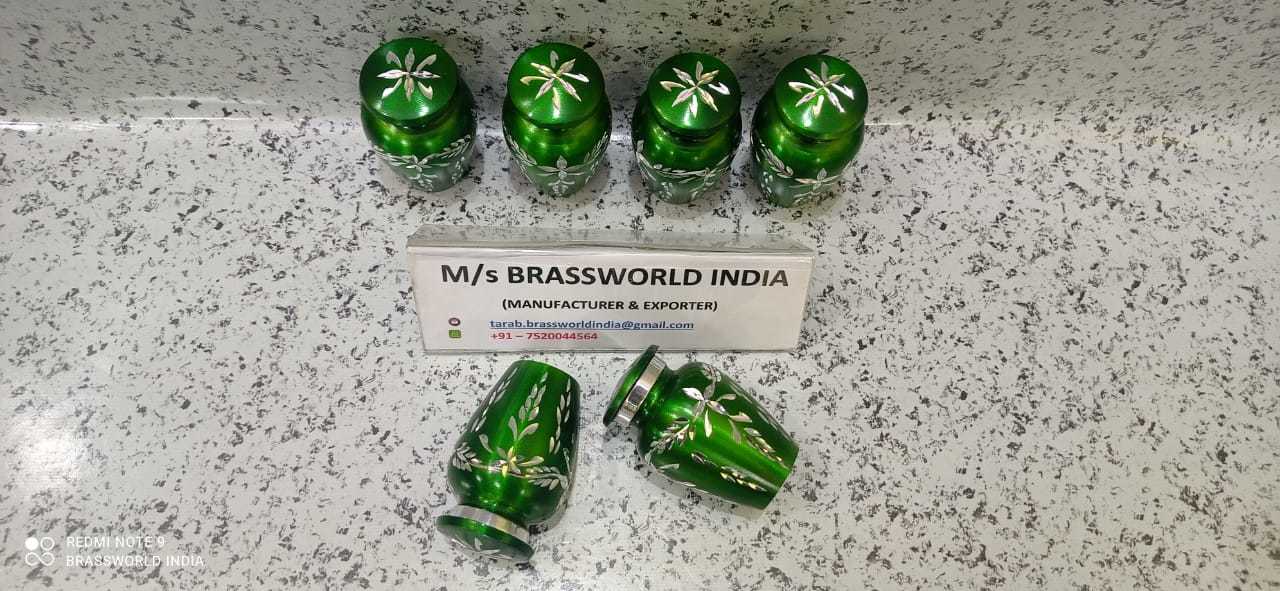 M/s BRASSWORLD INDIA
(MANUFACTURER & EXPORTER)
tarab.brassworldindia@gmail.com
+91 – 7520044564
REDMI NOTE 9
BRASSWORLD INDIA